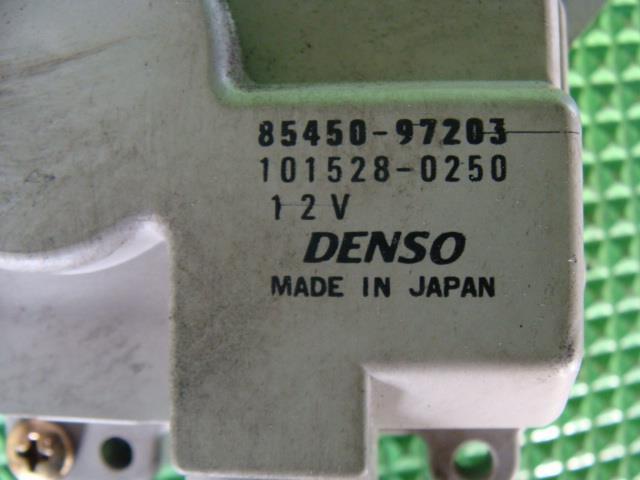 85450-97203
101528-0250
12V
DENSO
MADE IN JAPAN